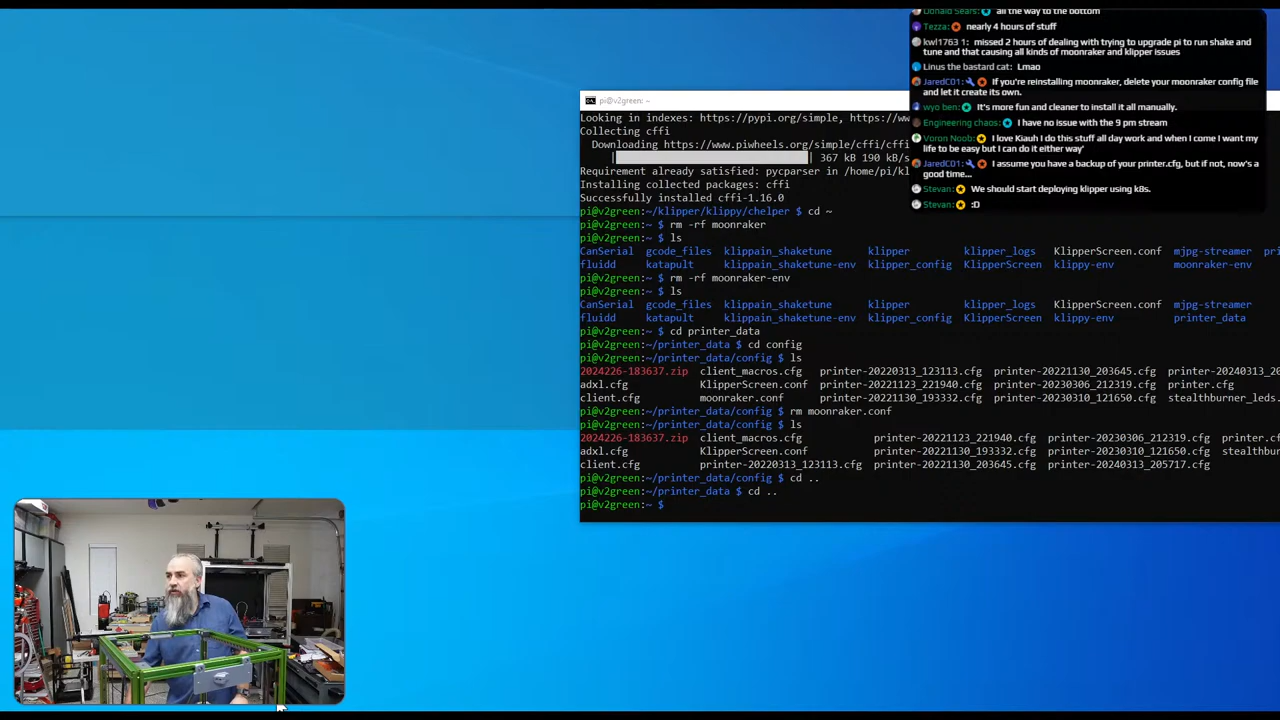 Donald Sears: all the way to the bottom
Tezza: nearly 4 hours of stuff
kwl1763 1: missed 2 hours of dealing with trying to upgrade pi to run shake and
tune and that causing all kinds of moonraker and klipper issues
Linus the bastard cat: Lmao
JaredC01: If you're reinstalling moonraker, delete your moonraker config file
and let it create its own.
wyo ben: It's more fun and cleaner to install it all manually.
Engineering chaos: I have no issue with the 9 pm stream
Voron Noob: I love Kiauh I do this stuff all day work and when I come I want my
life to be easy but I can do it either way'
JaredC01: I assume you have a backup of your printer.cfg, but if not, now's a
good time...
Stevan: We should start deploying klipper using k8s.
Stevan: :D
pi@v2green: ~
Looking in indexes: https://pypi.org/simple, https://www
Collecting cffi
Downloading https://www.piwheels.org/simple/cffi/cffi
| | 367 kB 190 kB/s
Requirement already satisfied: pycparser in /home/pi/kl
Installing collected packages: cffi
Successfully installed cffi-1.16.0
pi@v2green:~/klipper/klippy/chelper $ cd ~
pi@v2green:~ $ rm -rf moonraker
pi@v2green:~ $ ls
CanSerial gcode_files klippain_shaketune klipper klipper_logs KlipperScreen.conf mjpg-streamer pri
fluidd katapult klippain_shaketune-env klipper_config KlipperScreen klippy-env moonraker-env
pi@v2green:~ $ rm -rf moonraker-env
pi@v2green:~ $ ls
CanSerial gcode_files klippain_shaketune klipper klipper_logs KlipperScreen.conf mjpg-streamer
fluidd katapult klippain_shaketune-env klipper_config KlipperScreen klippy-env printer_data
pi@v2green:~ $ cd printer_data
pi@v2green:~/printer_data $ cd config
pi@v2green:~/printer_data/config $ ls
2024226-183637.zip client_macros.cfg printer-20220313_123113.cfg printer-20221130_203645.cfg printer-20240313_20
adxl.cfg KlipperScreen.conf printer-20221123_221940.cfg printer-20230306_212319.cfg printer.cfg
client.cfg moonraker.conf printer-20221130_193332.cfg printer-20230310_121650.cfg stealthburner_leds.
pi@v2green:~/printer_data/config $ rm moonraker.conf
pi@v2green:~/printer_data/config $ ls
2024226-183637.zip client_macros.cfg printer-20221123_221940.cfg printer-20230306_212319.cfg printer.c
adxl.cfg KlipperScreen.conf printer-20221130_193332.cfg printer-20230310_121650.cfg stealthbur
client.cfg printer-20220313_123113.cfg printer-20221130_203645.cfg printer-20240313_205717.cfg
pi@v2green:~/printer_data/config $ cd ..
pi@v2green:~/printer_data $ cd ..
pi@v2green:~ $